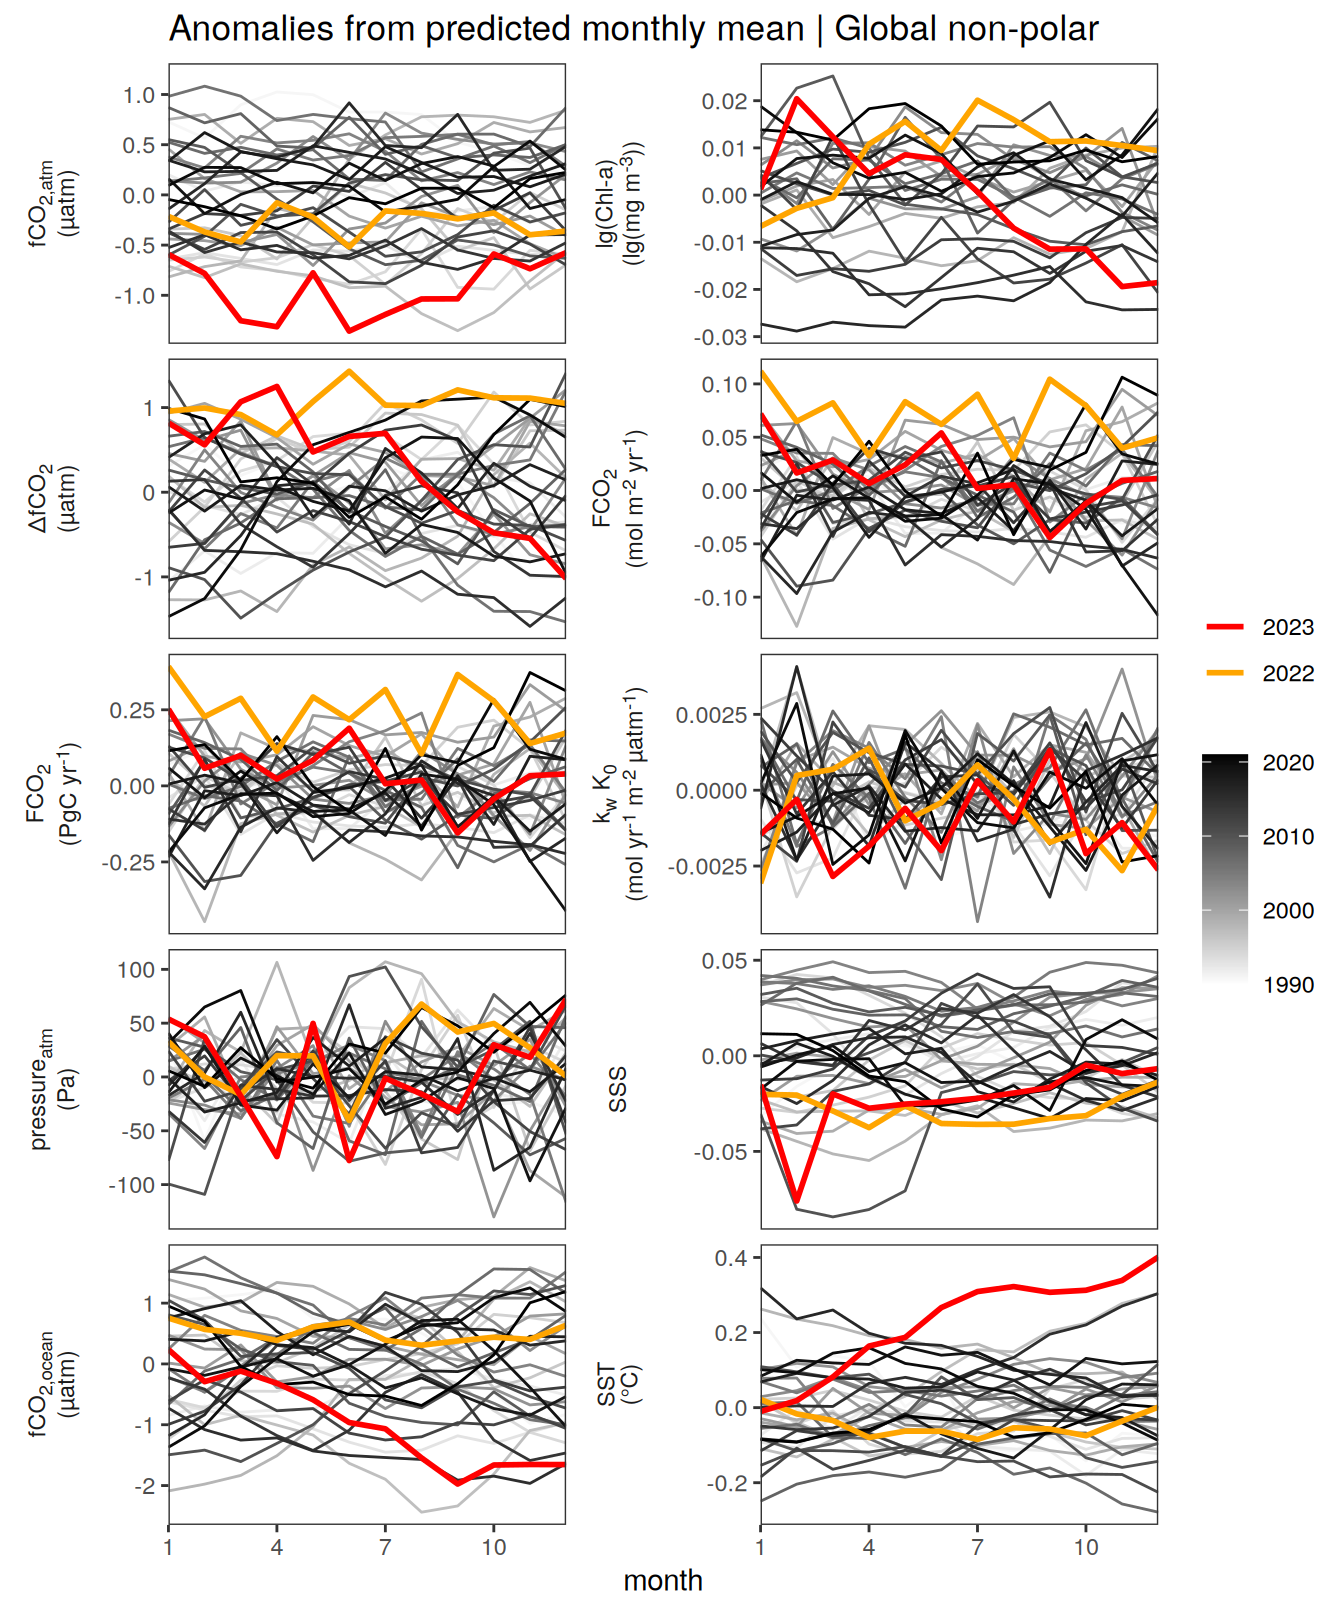 Anomalies from predicted monthly mean | Global non-polar
fCO2,atm
(µatm)
1.0
0.5
0.0
-0.5
-1.0
lg(Chl-a)
(lg(mg m-3))
0.02
0.01
0.00
-0.01
-0.02
-0.03
ΔfCO2
(µatm)
1
0
-1
FCO2
(mol m-2 yr-1)
0.10
0.05
0.00
-0.05
-0.10
FCO2
(PgC yr-1)
0.25
0.00
-0.25
kw K0
(mol yr-1 m-2 µatm-1)
0.0025
0.0000
-0.0025
pressureatm
(Pa)
100
50
0
-50
-100
SSS
0.05
0.00
-0.05
fCO2,ocean
(µatm)
1
0
-1
-2
SST
(°C)
0.4
0.2
0.0
-0.2
1 4 7 10
1 4 7 10
month
2023
2022
2020
2010
2000
1990